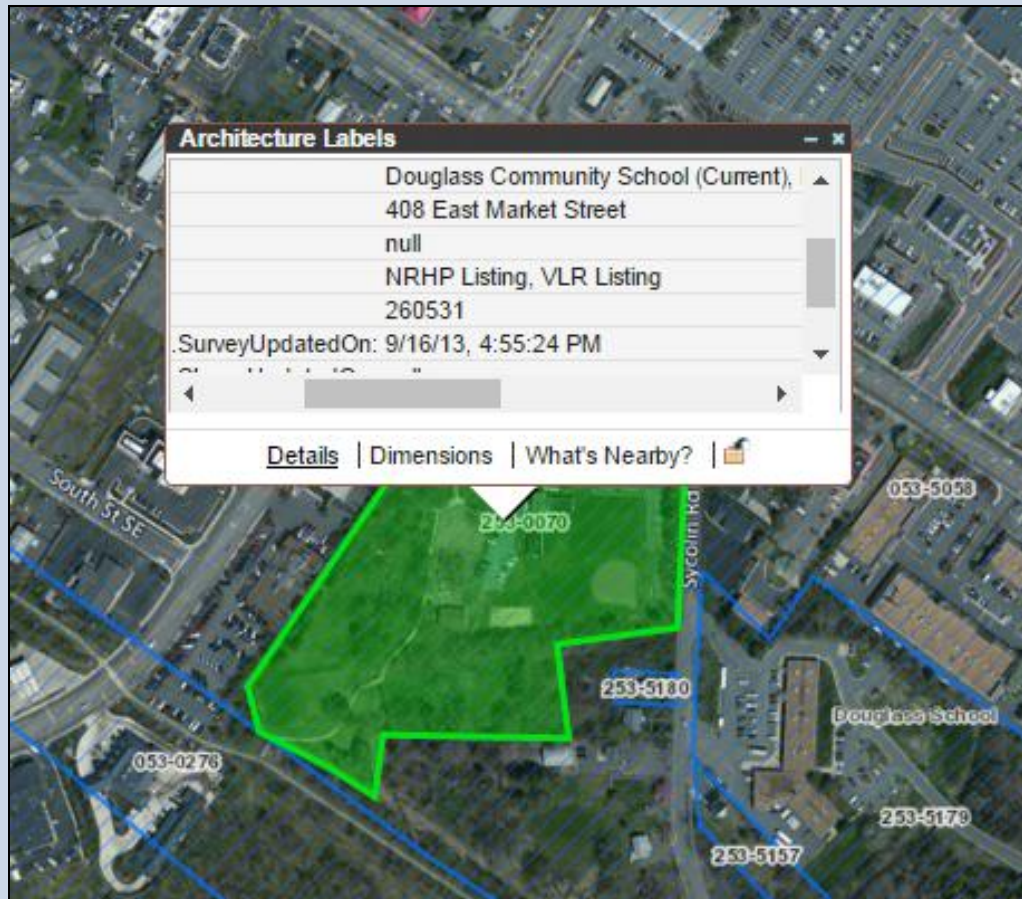 Architecture Labels
Douglass Community School (Current),
408 East Market Street
null
NRHP Listing, VLR Listing
260531
.SurveyUpdatedOn: 9/16/13, 4:55:24 PM
Details | Dimensions | What's Nearby? |
South St SE
253-0070
Sycolin Rd
053-5058
253-5180
Douglass School
053-0276
253-5179
253-5157